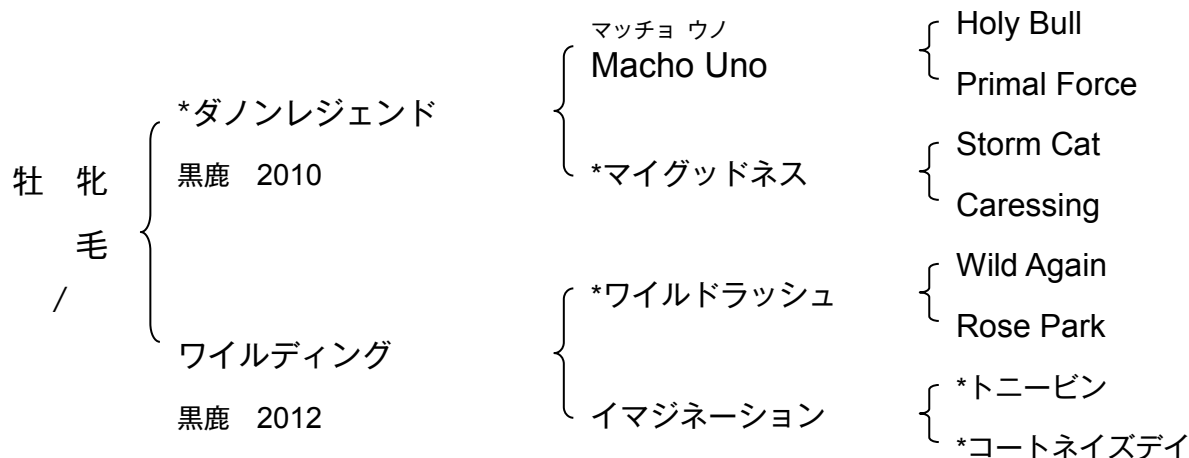 牡 牝
毛
/
*ダノンレジェンド
黒鹿 2010
ワイルディング
黒鹿 2012
マッチョ ウノ
Macho Uno
*マイグッドネス
*ワイルドラッシュ
イマジネーション
Holy Bull
Primal Force
Storm Cat
Caressing
Wild Again
Rose Park
*トニービン
*コートネイズデイ